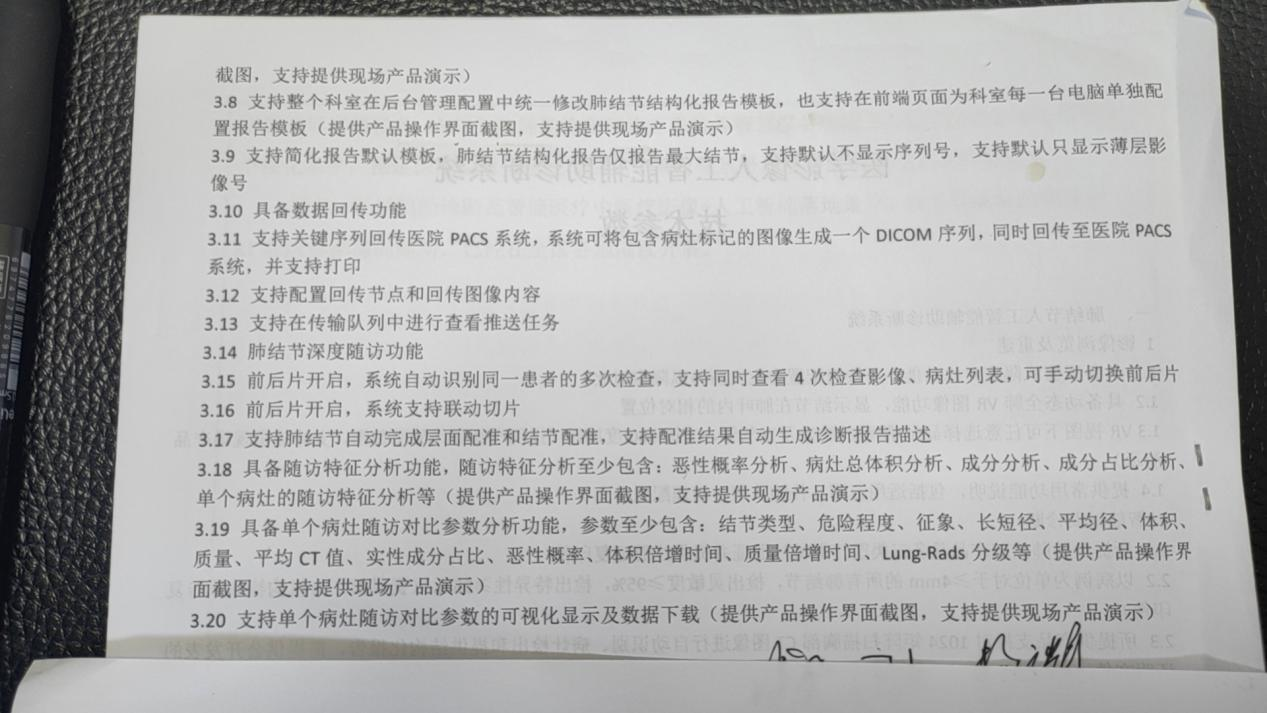 截图，支持提供现场产品演示）
3.8 支持整个科室在后台管理配置中统一修改肺结节结构化报告模板，也支持在前端页面为科室每一台电脑单独配
置报告模板（提供产品操作界面截图，支持提供现场产品演示）
3.9 支持简化报告默认模板，肺结节结构化报告仅报告最大结节，支持默认不显示序列号，支持默认只显示薄层影
像号
3.10 具备数据回传功能
3.11 支持关键序列回传医院 PACS 系统，系统可将包含病灶标记的图像生成一个 DICOM 序列，同时回传至医院 PACS
系统，并支持打印
3.12 支持配置回传节点和回传图像内容
3.13 支持在传输队列中进行查看推送任务
3.14 肺结节深度随访功能
3.15 前后片开启，系统自动识别同一患者的多次检查，支持同时查看 4 次检查影像、病灶列表，可手动切换前后片
3.16 前后片开启，系统支持联动切片
3.17 支持肺结节自动完成层面配准和结节配准，支持配准结果自动生成诊断报告描述
3.18 具备随访特征分析功能，随访特征分析至少包含：恶性概率分析、病灶总体积分析、成分分析、成分占比分析、
单个病灶的随访特征分析等（提供产品操作界面截图，支持提供现场产品演示）
3.19 具备单个病灶随访对比参数分析功能，参数至少包含：结节类型、危险程度、征象、长短径、平均径、体积、
质量、平均 CT 值、实性成分占比、恶性概率、体积倍增时间、质量倍增时间、Lung-Rads 分级等（提供产品操作界
面截图，支持提供现场产品演示）
3.20 支持单个病灶随访对比参数的可视化显示及数据下载（提供产品操作界面截图，支持提供现场产品演示）